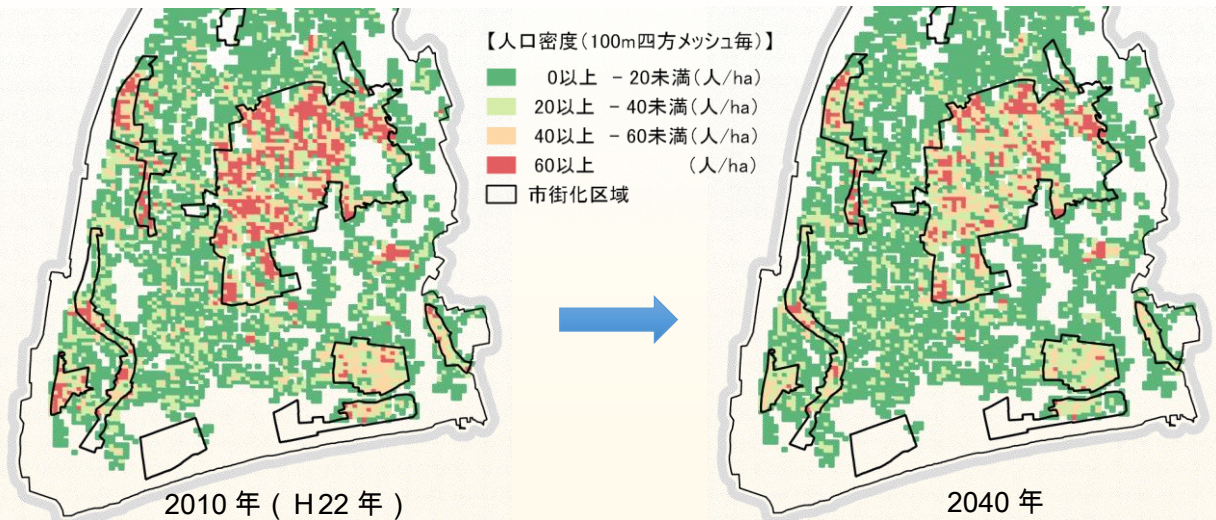 【人口密度(100m四方メッシュ毎)】
0以上 － 20未満(人/ha)
20以上 － 40未満(人/ha)
40以上 － 60未満(人/ha)
60以上 (人/ha)
市街化区域
2010 年 ( H22 年 )
2040 年